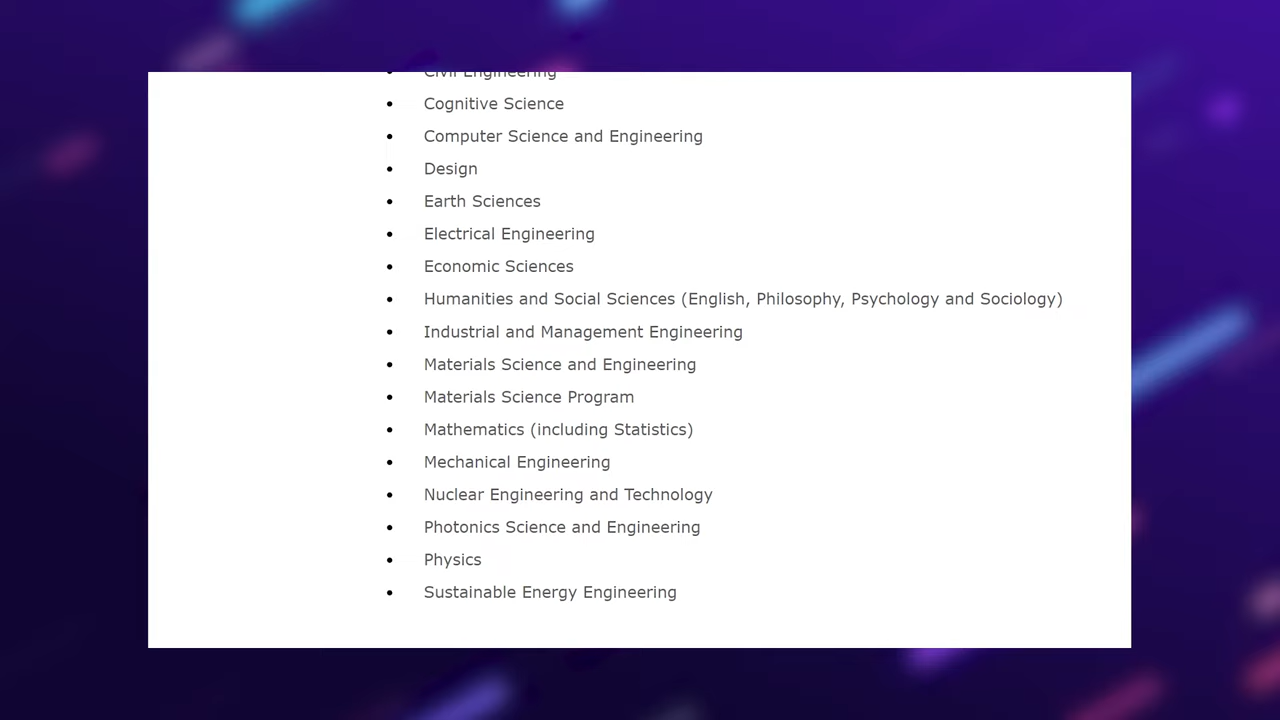 Civil Engineering
• Cognitive Science
• Computer Science and Engineering
• Design
• Earth Sciences
• Electrical Engineering
• Economic Sciences
• Humanities and Social Sciences (English, Philosophy, Psychology and Sociology)
• Industrial and Management Engineering
• Materials Science and Engineering
• Materials Science Program
• Mathematics (including Statistics)
• Mechanical Engineering
• Nuclear Engineering and Technology
• Photonics Science and Engineering
• Physics
• Sustainable Energy Engineering